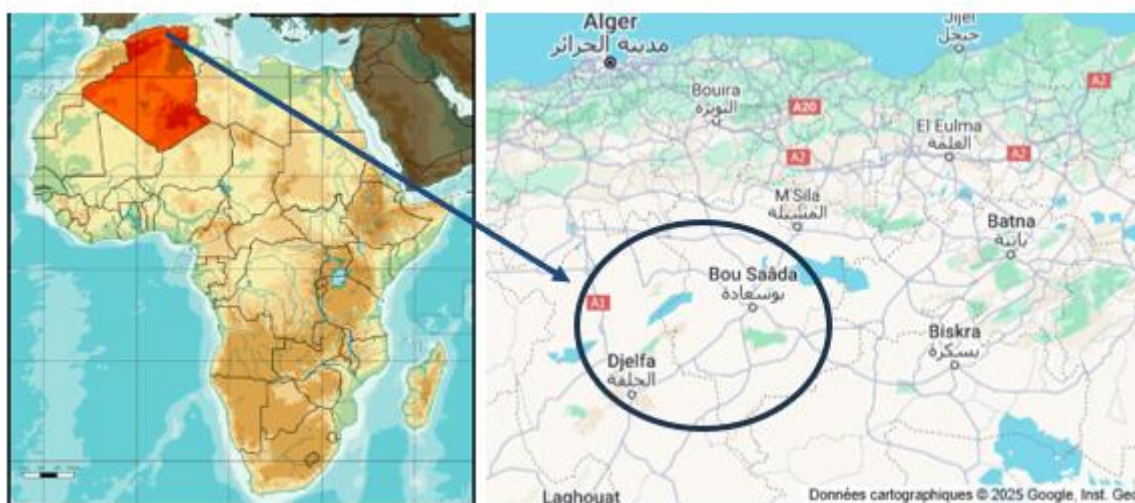 Alger
مدينة الجزائر
Jijel
جيجل
A2
Bouira
البويرة
A20
El Eulma
العلمة
A2
A2
M'Sila
المسيلة
Batna
باتنة
Bou Saâda
بوسعادة
A1
Biskra
بسكرة
Djelfa
الجلفة
Laghouat
Données cartographiques © 2025 Google, Inst. Ge